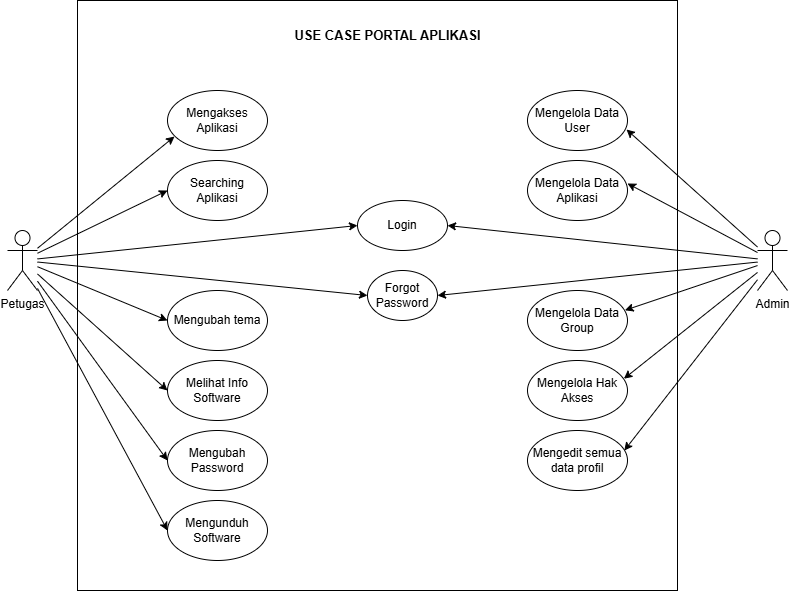 USE CASE PORTAL APLIKASI
Mengakses
Aplikasi
Mengelola Data
User
Searching
Aplikasi
Mengelola Data
Aplikasi
Login
Petugas
Admin
Forgot
Password
Mengubah tema
Mengelola Data
Group
Melihat Info
Software
Mengelola Hak
Akses
Mengubah
Password
Mengedit semua
data profil
Mengunduh
Software